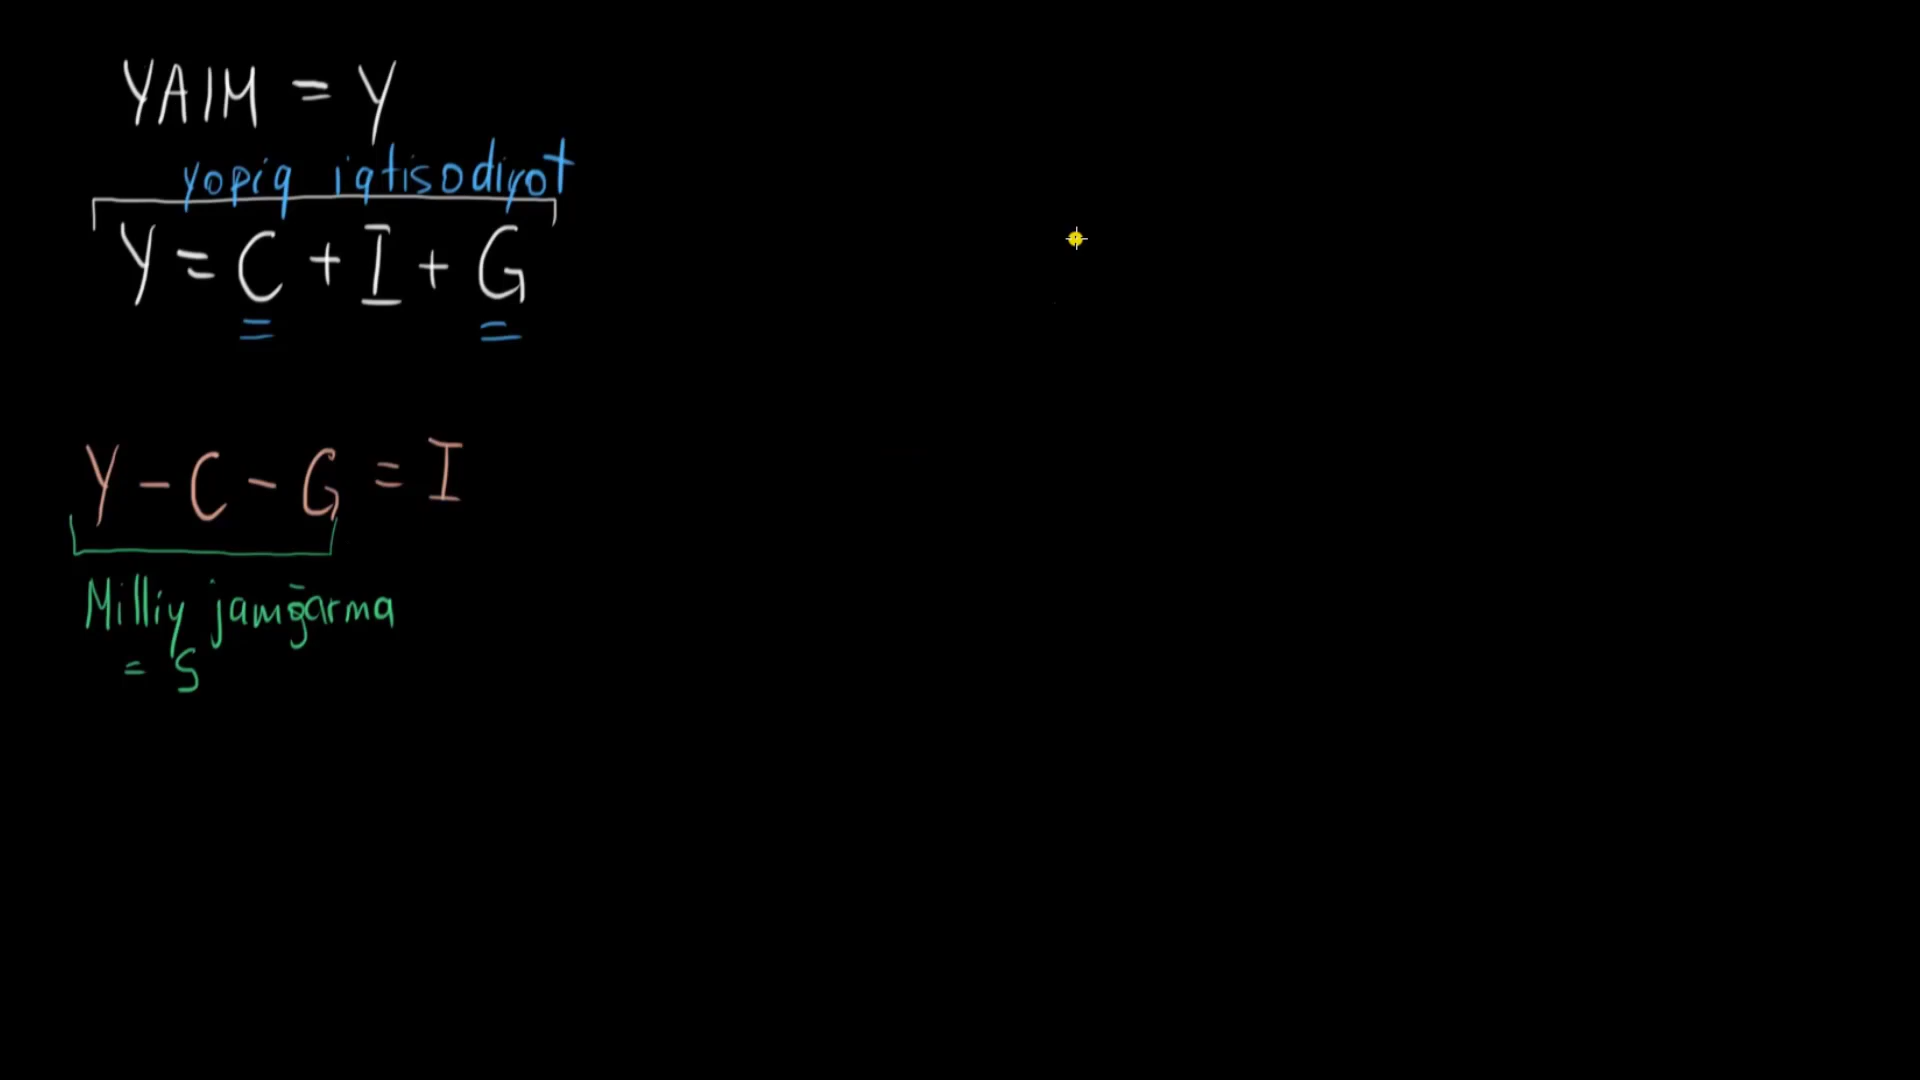 YAIM = Y
yopiq iqtisodiyot
Y = C + I + G
Y - C - G = I
Milliy jamg̅arma
= S